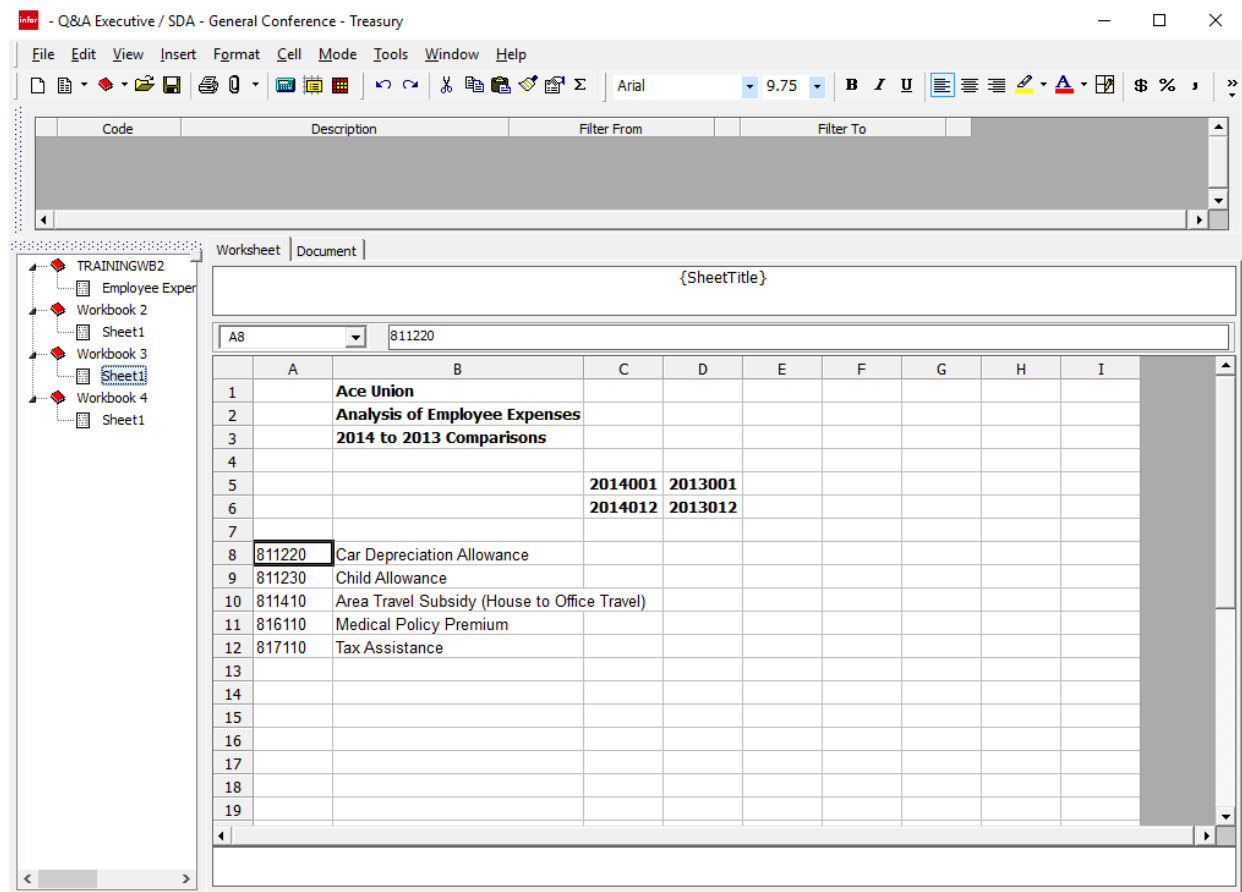 infor - Q&A Executive / SDA - General Conference - Treasury
File Edit View Insert Format Cell Mode Tools Window Help
Arial 9.75 B I U $ % , »
Code Description Filter From Filter To
Worksheet Document
TRAININGWB2
Employee Exper
Workbook 2
Sheet1
Workbook 3
Sheet1
Workbook 4
Sheet1
{SheetTitle}
A8 811220
A B C D E F G H I
1 Ace Union
2 Analysis of Employee Expenses
3 2014 to 2013 Comparisons
4
5 2014001 2013001
6 2014012 2013012
7
8 811220 Car Depreciation Allowance
9 811230 Child Allowance
10 811410 Area Travel Subsidy (House to Office Travel)
11 816110 Medical Policy Premium
12 817110 Tax Assistance
13
14
15
16
17
18
19